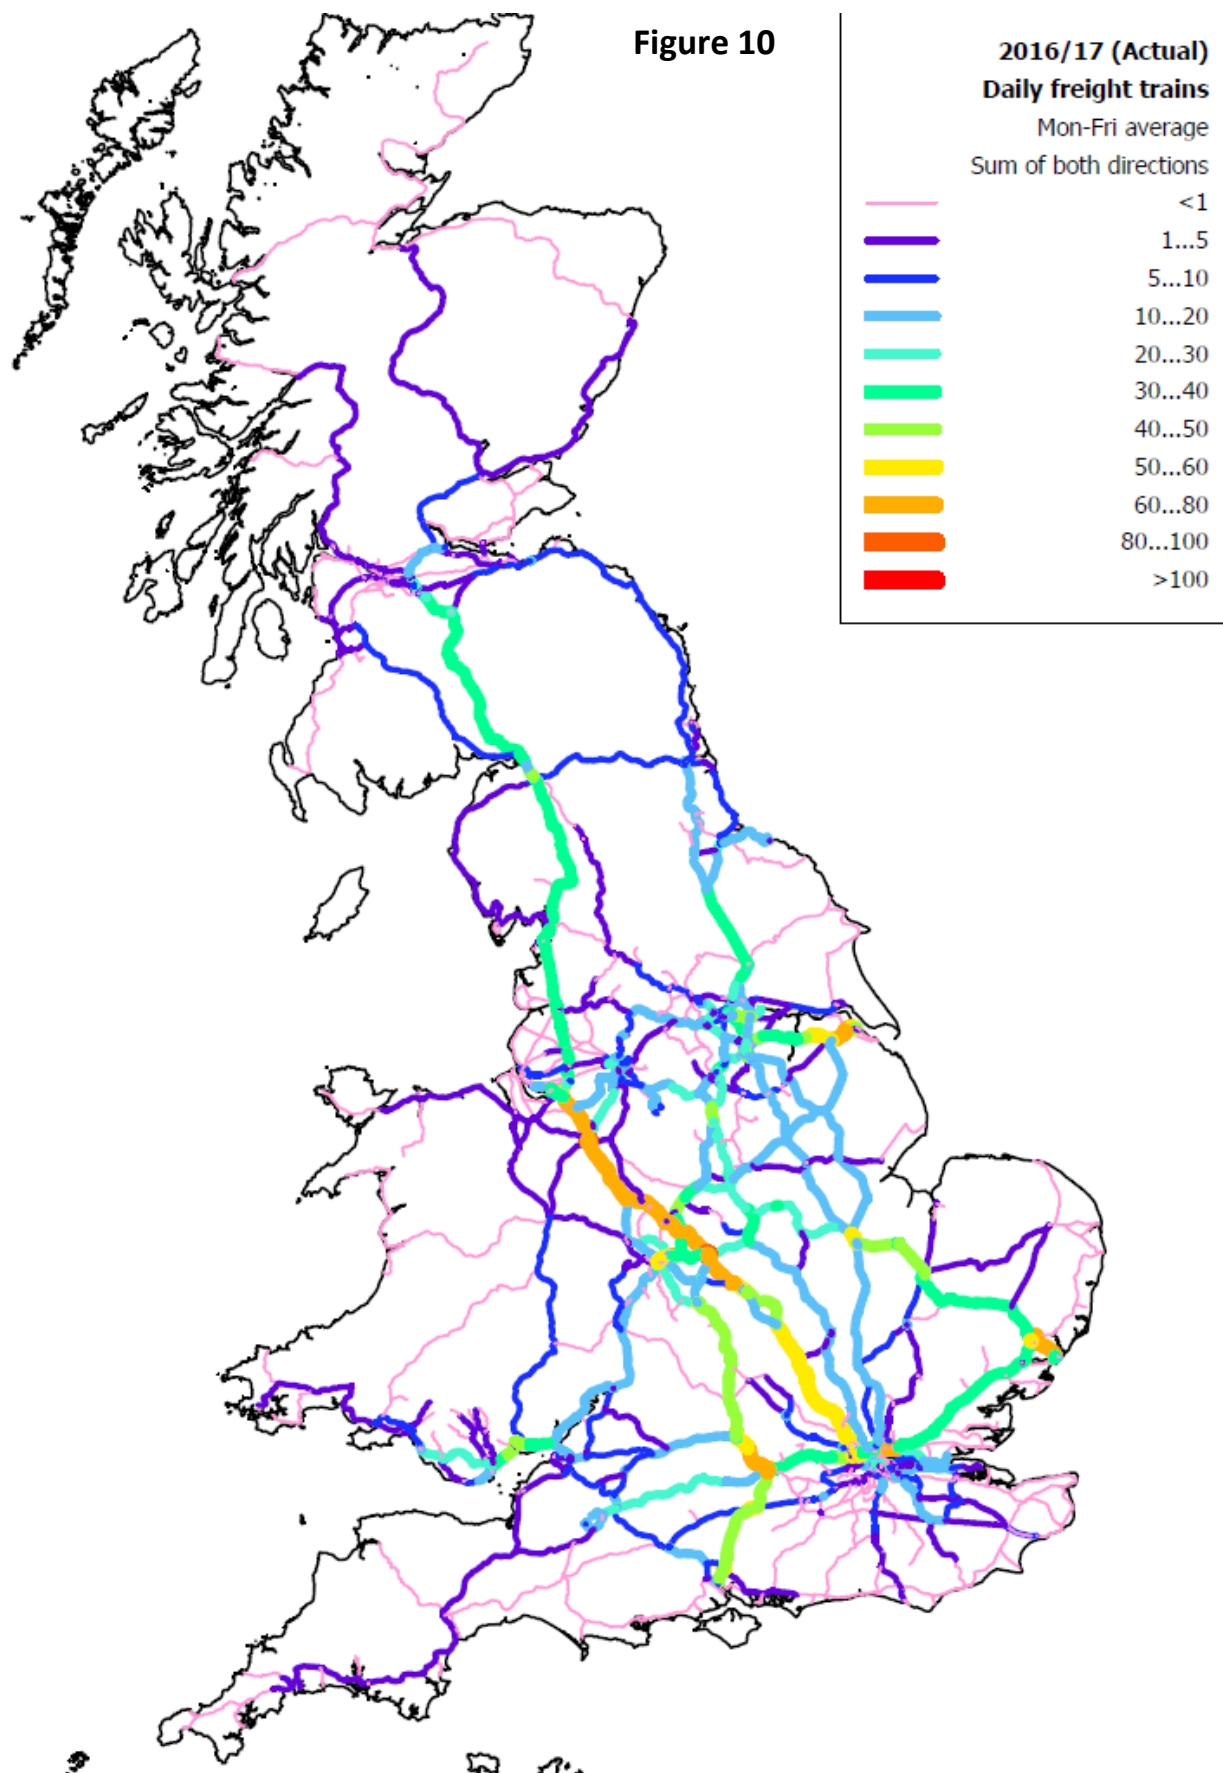 Figure 10
2016/17 (Actual)
Daily freight trains
Mon-Fri average
Sum of both directions
<1
1...5
5...10
10...20
20...30
30...40
40...50
50...60
60...80
80...100
>100